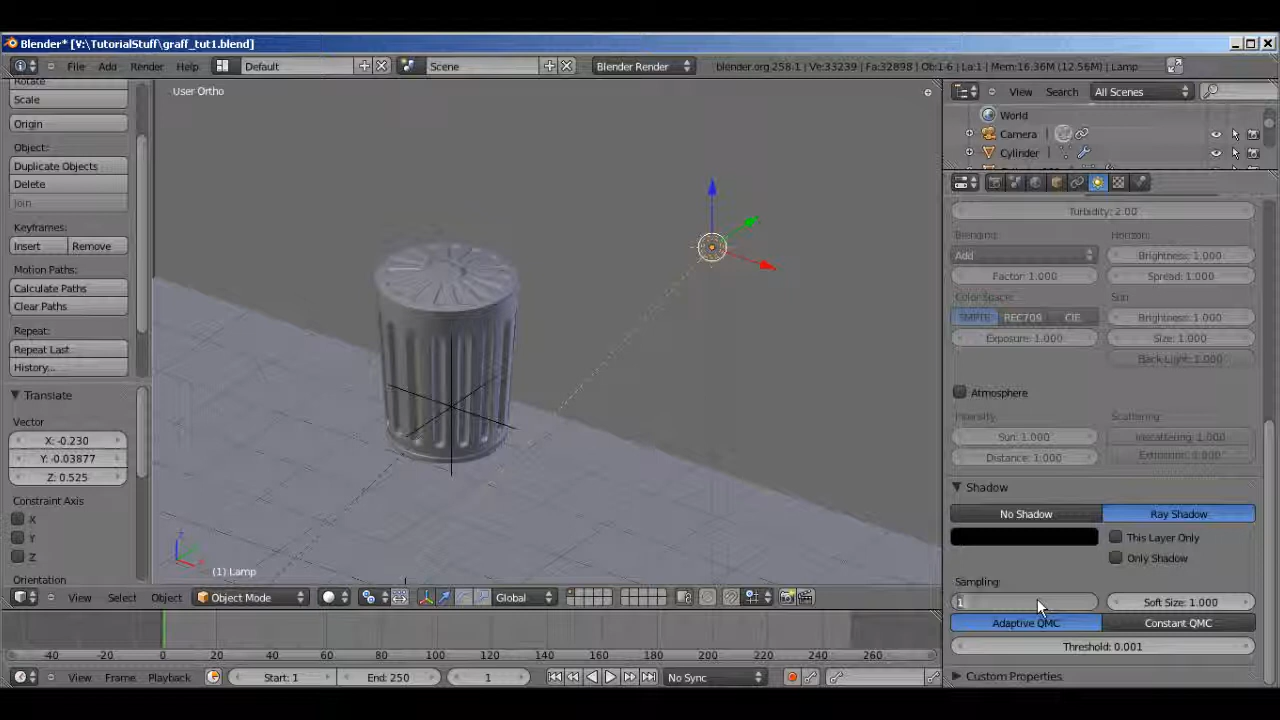 Blender* [V:\TutorialStuff\graff_tut1.blend]
File Add Render Help Default Scene Blender Render blender.org 258.1 | Ve:33239 | Fa:32898 | Ob:1-6 | La:1 | Mem:16.36M (12.56M) | Lamp
Rotate
Scale
Origin
Object:
Duplicate Objects
Delete
Join
Keyframes:
Insert Remove
Motion Paths:
Calculate Paths
Clear Paths
Repeat:
Repeat Last
History...
Translate
Vector
X: -0.230
Y: -0.03877
Z: 0.525
Constraint Axis
X
Y
Z
Orientation
User Ortho
(1) Lamp
View Select Object Object Mode Global
-40 -20 0 20 40 60 80 100 120 140 160 180 200 220 240 260
View Frame Playback Start: 1 End: 250 1 No Sync
View Search All Scenes
World
Camera
Cylinder
Turbidity: 2.00
Blending: Horizon:
Add Brightness: 1.000
Factor: 1.000 Spread: 1.000
Color Space: Sun:
SMPTE REC709 CIE Brightness: 1.000
Exposure: 1.000 Size: 1.000
Back Light: 1.000
Atmosphere
Intensity: Scattering:
Sun: 1.000 Inscattering: 1.000
Distance: 1.000 Extinction: 1.000
Shadow
No Shadow Ray Shadow
This Layer Only
Only Shadow
Sampling:
1 Soft Size: 1.000
Adaptive QMC Constant QMC
Threshold: 0.001
Custom Properties